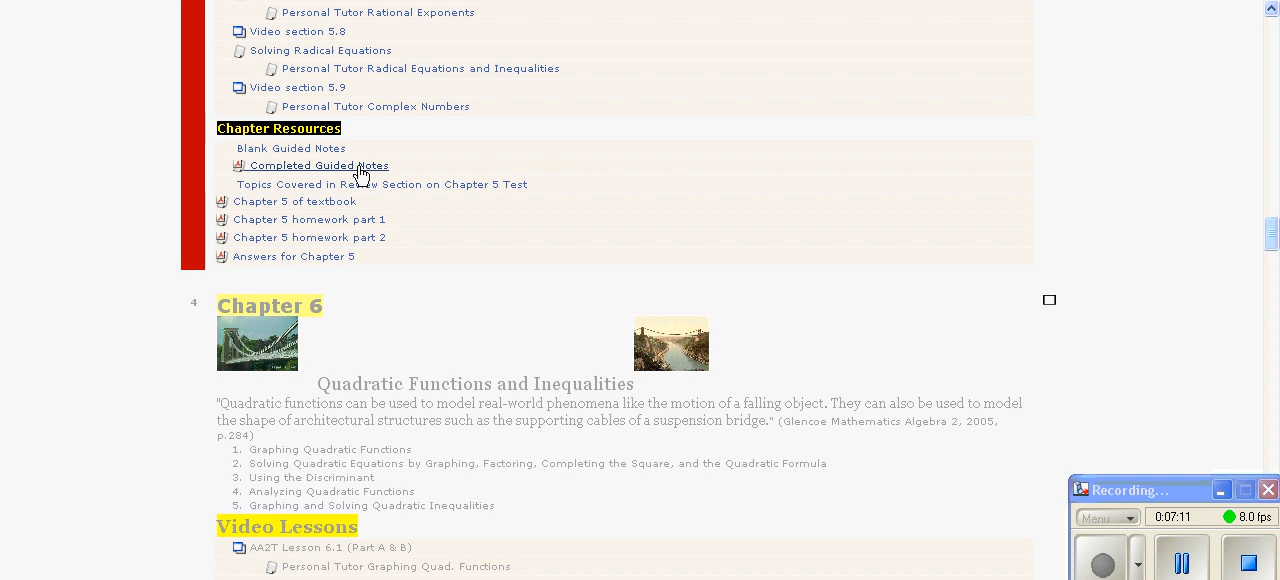 Personal Tutor Rational Exponents
Video section 5.8
Solving Radical Equations
Personal Tutor Radical Equations and Inequalities
Video section 5.9
Personal Tutor Complex Numbers
Chapter Resources
Blank Guided Notes
Completed Guided Notes
Topics Covered in Review Section on Chapter 5 Test
Chapter 5 of textbook
Chapter 5 homework part 1
Chapter 5 homework part 2
Answers for Chapter 5
4
Chapter 6
Quadratic Functions and Inequalities
"Quadratic functions can be used to model real-world phenomena like the motion of a falling object. They can also be used to model
the shape of architectural structures such as the supporting cables of a suspension bridge." (Glencoe Mathematics Algebra 2, 2005,
p.284)
1. Graphing Quadratic Functions
2. Solving Quadratic Equations by Graphing, Factoring, Completing the Square, and the Quadratic Formula
3. Using the Discriminant
4. Analyzing Quadratic Functions
5. Graphing and Solving Quadratic Inequalities
Video Lessons
AA2T Lesson 6.1 (Part A & B)
Personal Tutor Graphing Quad. Functions
Recording...
Menu
0:07:11
8.0 fps